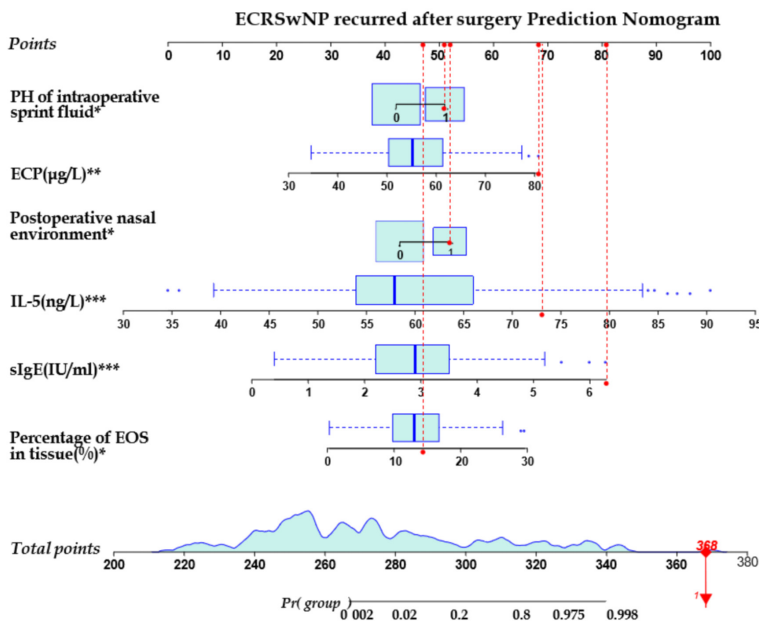 ECRSwNP recurred after surgery Prediction Nomogram
Points
0 10 20 30 40 50 60 70 80 90 100
PH of intraoperative
sprint fluid*
0 1
ECP(µg/L)**
30 40 50 60 70 80
Postoperative nasal
environment*
0 1
IL-5(ng/L)***
30 35 40 45 50 55 60 65 70 75 80 85 90 95
sIgE(IU/ml)***
0 1 2 3 4 5 6
Percentage of EOS
in tissue(%)*
0 10 20 30
Total points
368
200 220 240 260 280 300 320 340 360 380
1
Pr( group )
0 002 0.02 0.2 0.8 0.975 0.998